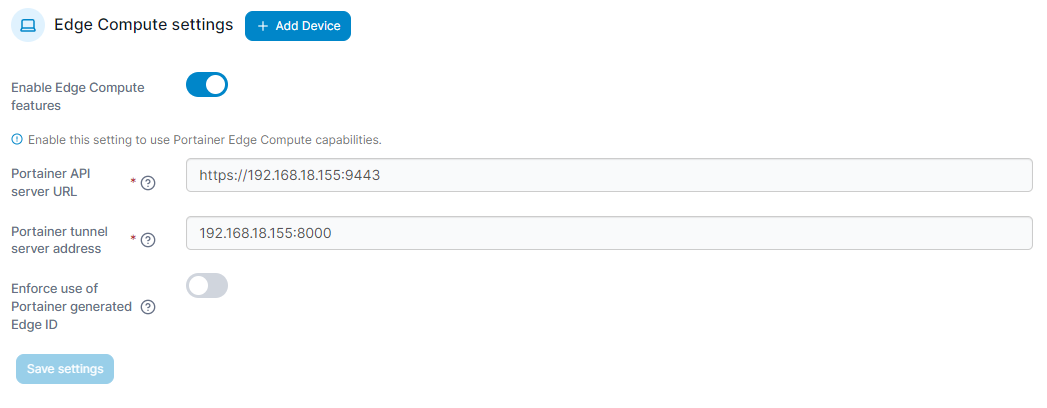 Edge Compute settings
+ Add Device
Enable Edge Compute
features
Enable this setting to use Portainer Edge Compute capabilities.
Portainer API
server URL
* ?
https://192.168.18.155:9443
Portainer tunnel
server address
* ?
192.168.18.155:8000
Enforce use of
Portainer generated
Edge ID
?
Save settings